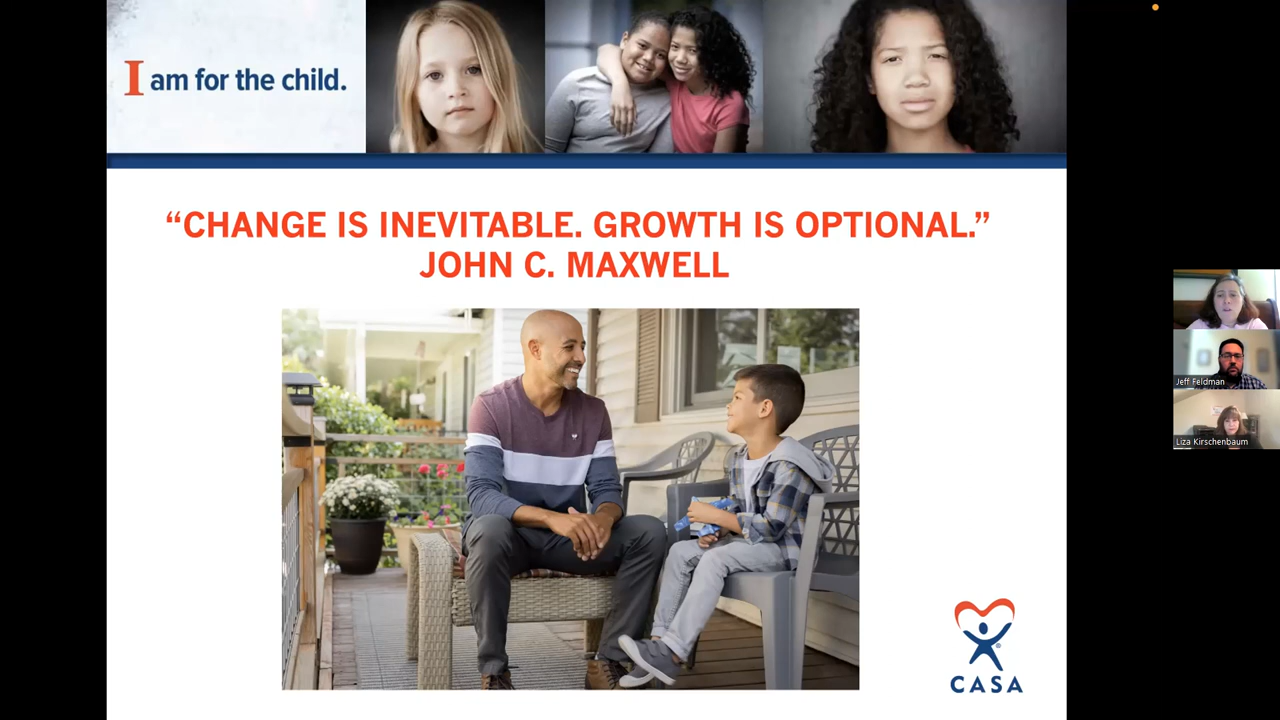 I am for the child.
“CHANGE IS INEVITABLE. GROWTH IS OPTIONAL.”
JOHN C. MAXWELL
Jeff Feldman
Liza Kirschenbaum
CASA